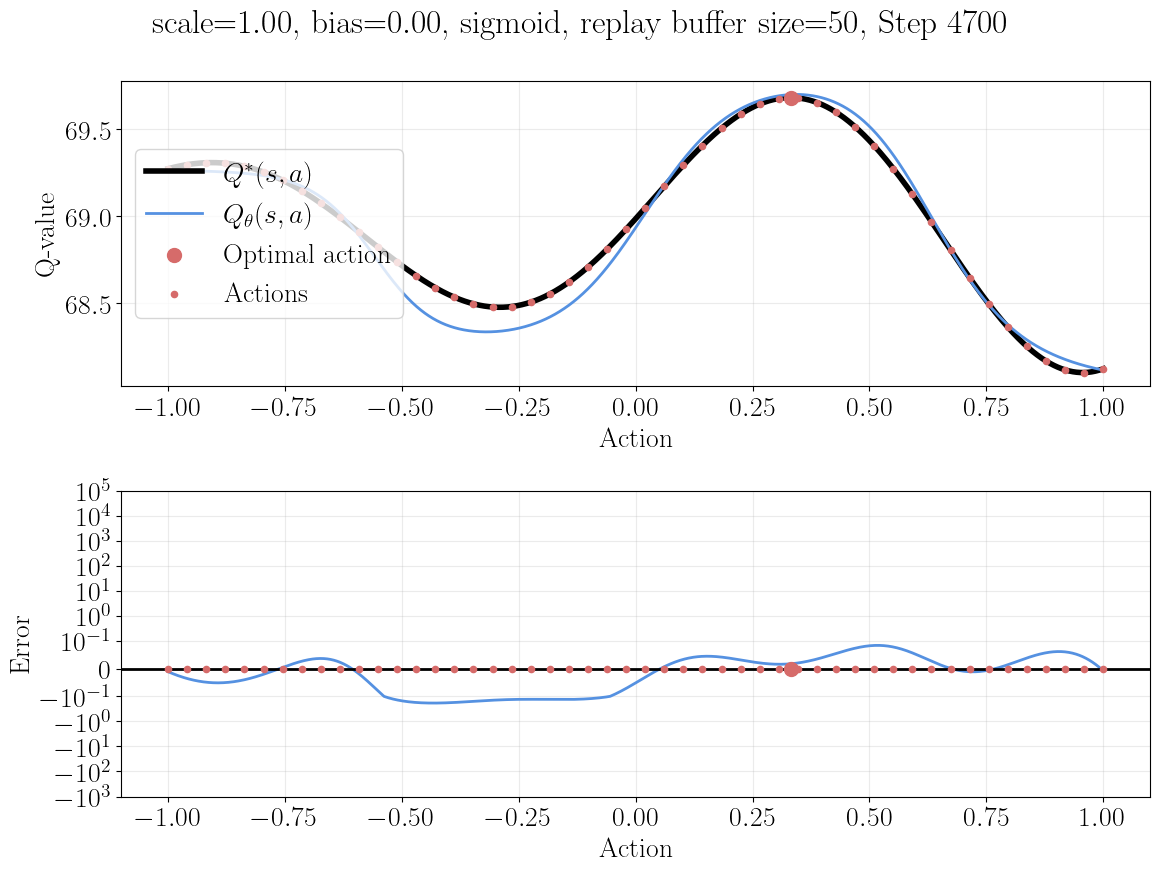 scale=1.00, bias=0.00, sigmoid, replay buffer size=50, Step 4700
69.5
69.0
68.5
Q-value
Q*(s, a)
Q_θ(s, a)
Optimal action
Actions
−1.00 −0.75 −0.50 −0.25 0.00 0.25 0.50 0.75 1.00
Action
10^5
10^4
10^3
10^2
10^1
10^0
10^−1
0
−10^−1
−10^0
−10^1
−10^2
−10^3
Error
−1.00 −0.75 −0.50 −0.25 0.00 0.25 0.50 0.75 1.00
Action